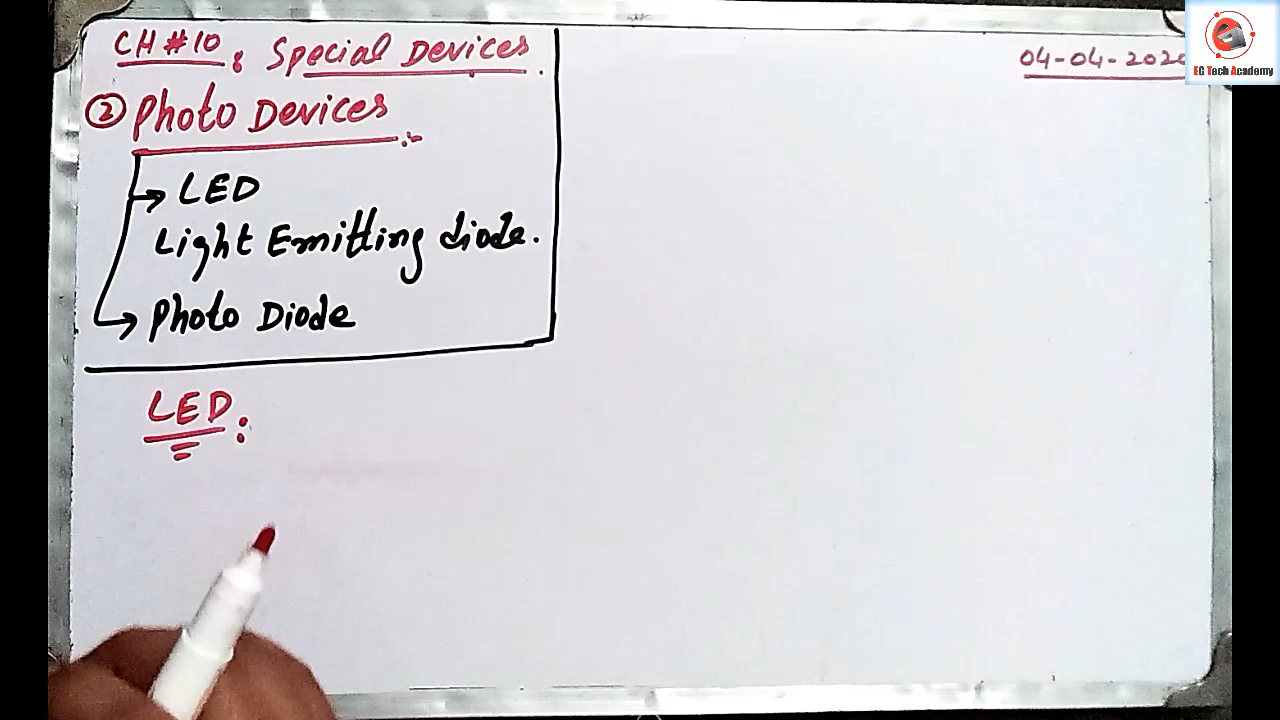 CH #10: Special Devices.
04-04-2020
EC Tech Academy
② Photo Devices :-
→ LED
Light Emitting diode.
→ Photo Diode
LED: